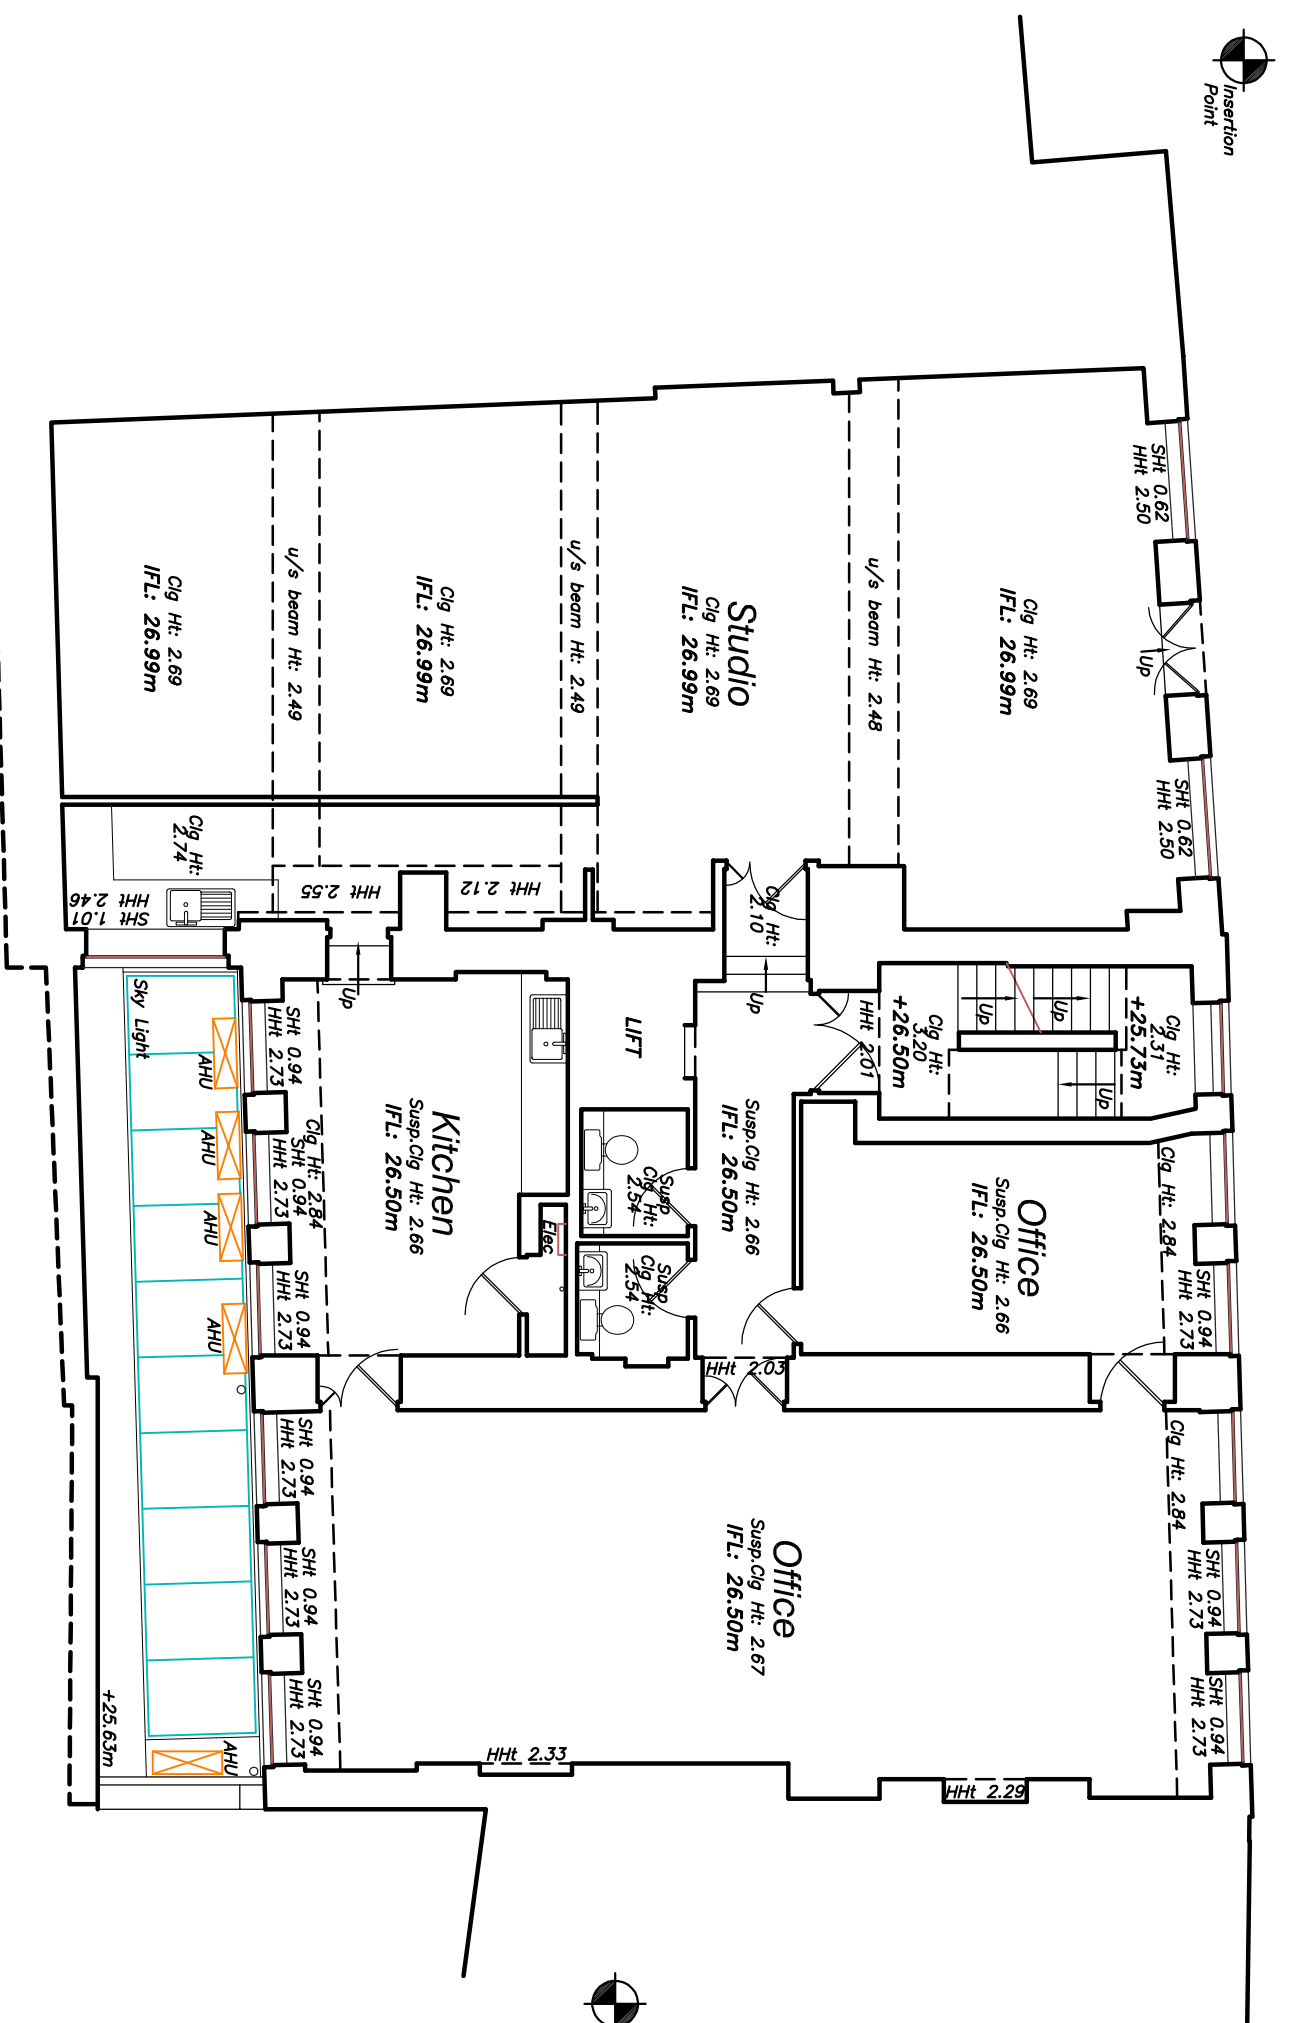 Insertion
Point
SHt 0.62
HHt 2.50
Up
SHt 0.62
HHt 2.50
Clg Ht: 2.69
IFL: 26.99m
u/s beam Ht: 2.48
Studio
Clg Ht: 2.69
IFL: 26.99m
u/s beam Ht: 2.49
Clg Ht: 2.69
IFL: 26.99m
u/s beam Ht: 2.49
Clg Ht: 2.69
IFL: 26.99m
Clg Ht:
2.74
HHt 2.12
HHt 2.55
SHt 1.01
HHt 2.46
Clg Ht:
2.10
Up
Up
Clg Ht:
2.31
+25.73m
Up
Up
Up
Clg Ht:
3.20
+26.50m
HHt 2.01
LIFT
Susp.Clg Ht: 2.66
IFL: 26.50m
Susp
Clg Ht:
2.54
Susp
Clg Ht:
2.54
Elec
Kitchen
Susp.Clg Ht: 2.66
IFL: 26.50m
Clg Ht: 2.84
SHt 0.94
HHt 2.73
SHt 0.94
HHt 2.73
SHt 0.94
HHt 2.73
Sky Light
AHU
AHU
AHU
AHU
Office
Susp.Clg Ht: 2.66
IFL: 26.50m
Clg Ht: 2.84
SHt 0.94
HHt 2.73
HHt 2.03
Clg Ht: 2.84
SHt 0.94
HHt 2.73
SHt 0.94
HHt 2.73
Office
Susp.Clg Ht: 2.67
IFL: 26.50m
SHt 0.94
HHt 2.73
SHt 0.94
HHt 2.73
SHt 0.94
HHt 2.73
HHt 2.33
HHt 2.29
+25.63m
AHU